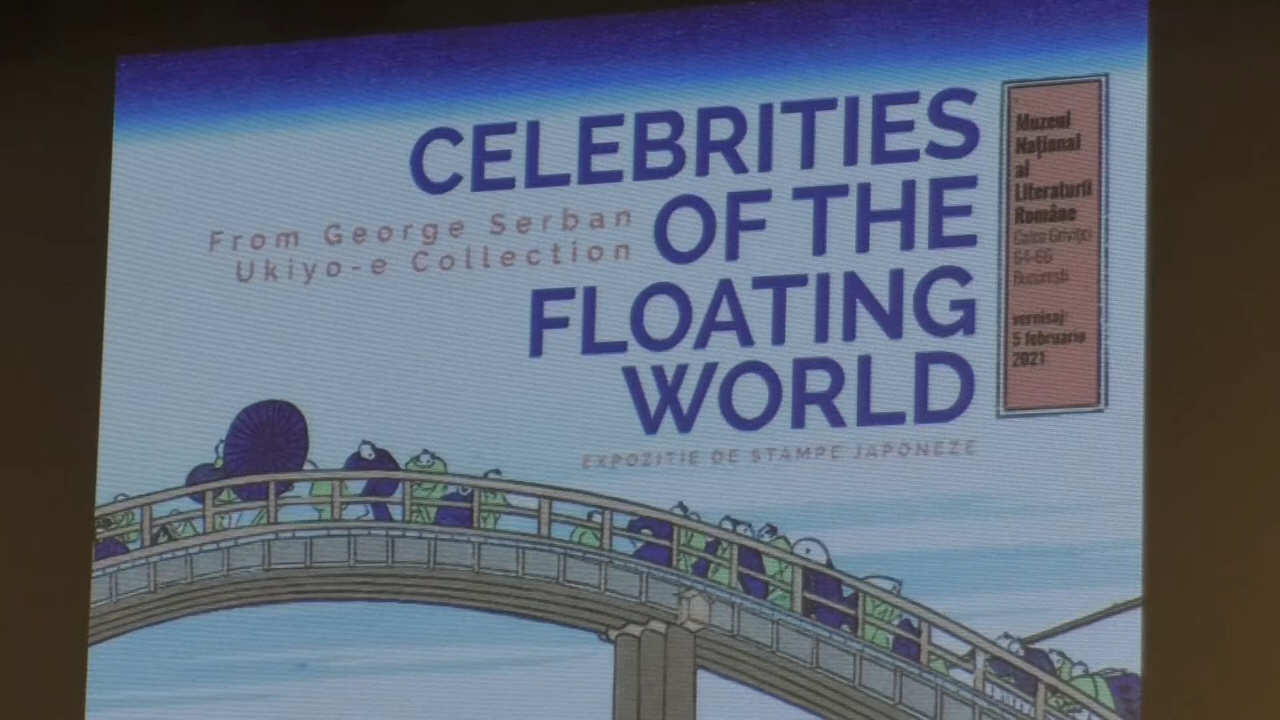 CELEBRITIES
From George Serban
Ukiyo-e Collection
OF THE
FLOATING
WORLD
EXPOZITIE DE STAMPE JAPONEZE
Muzeul
Național
al
Literaturii
Române
Calea Griviței
64-66
București
vernisaj:
5 februarie
2021